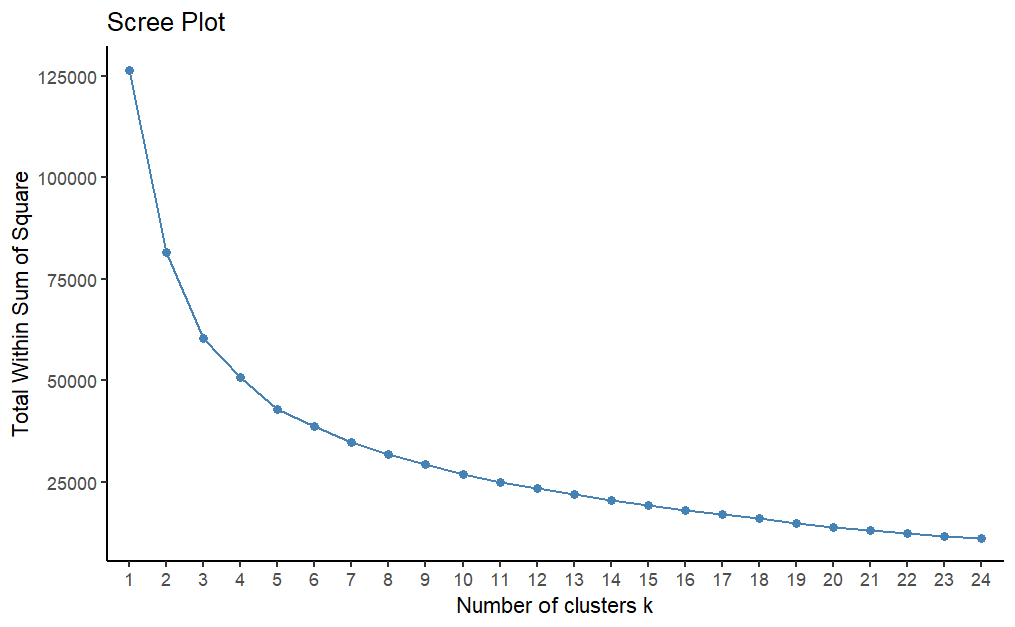 Scree Plot
Total Within Sum of Square
125000
100000
75000
50000
25000
1 2 3 4 5 6 7 8 9 10 11 12 13 14 15 16 17 18 19 20 21 22 23 24
Number of clusters k